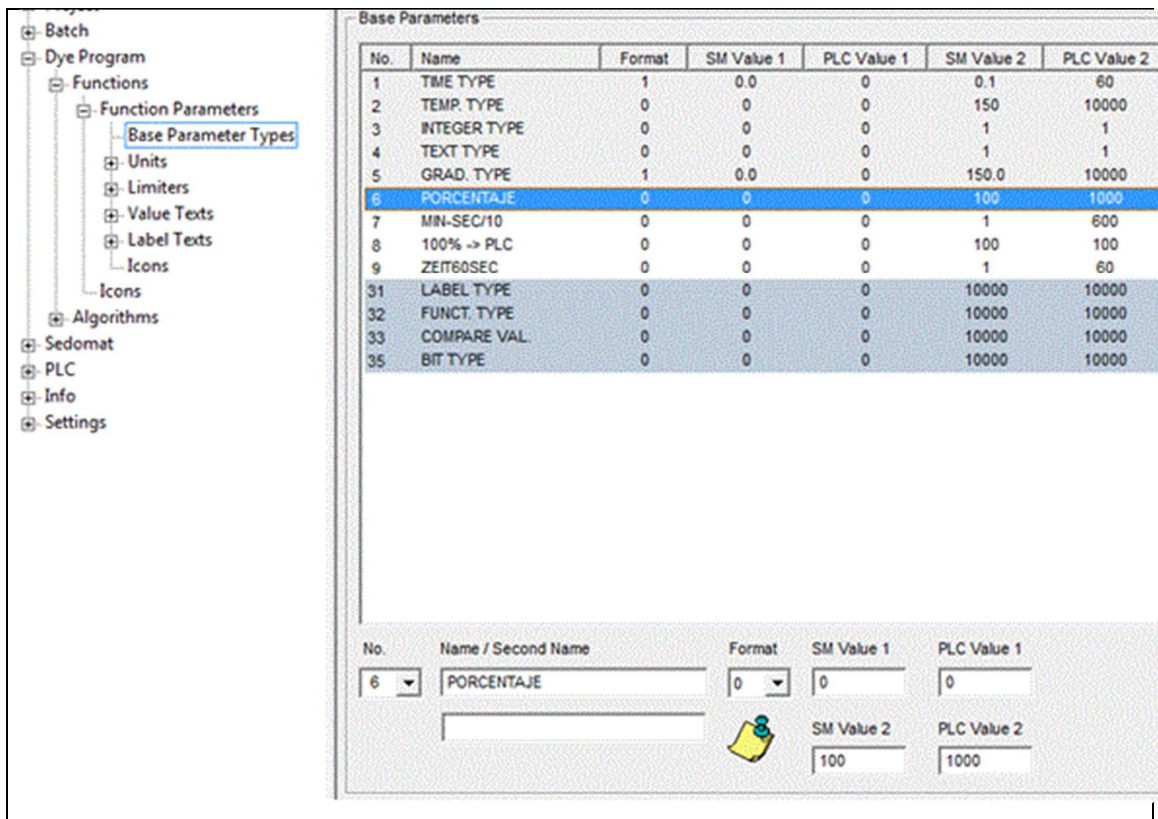 Batch
Dye Program
Functions
Function Parameters
Base Parameter Types
Units
Limiters
Value Texts
Label Texts
Icons
Icons
Algorithms
Sedomat
PLC
Info
Settings
Base Parameters
No. Name Format SM Value 1 PLC Value 1 SM Value 2 PLC Value 2
1 TIME TYPE 1 0.0 0 0.1 60
2 TEMP. TYPE 0 0 0 150 10000
3 INTEGER TYPE 0 0 0 1 1
4 TEXT TYPE 0 0 0 1 1
5 GRAD. TYPE 1 0.0 0 150.0 10000
6 PORCENTAJE 0 0 0 100 1000
7 MIN-SEC/10 0 0 0 1 600
8 100% -> PLC 0 0 0 100 100
9 ZEIT60SEC 0 0 0 1 60
31 LABEL TYPE 0 0 0 10000 10000
32 FUNCT. TYPE 0 0 0 10000 10000
33 COMPARE VAL. 0 0 0 10000 10000
35 BIT TYPE 0 0 0 10000 10000
No. Name / Second Name Format SM Value 1 PLC Value 1
6 PORCENTAJE 0 0 0
SM Value 2 PLC Value 2
100 1000